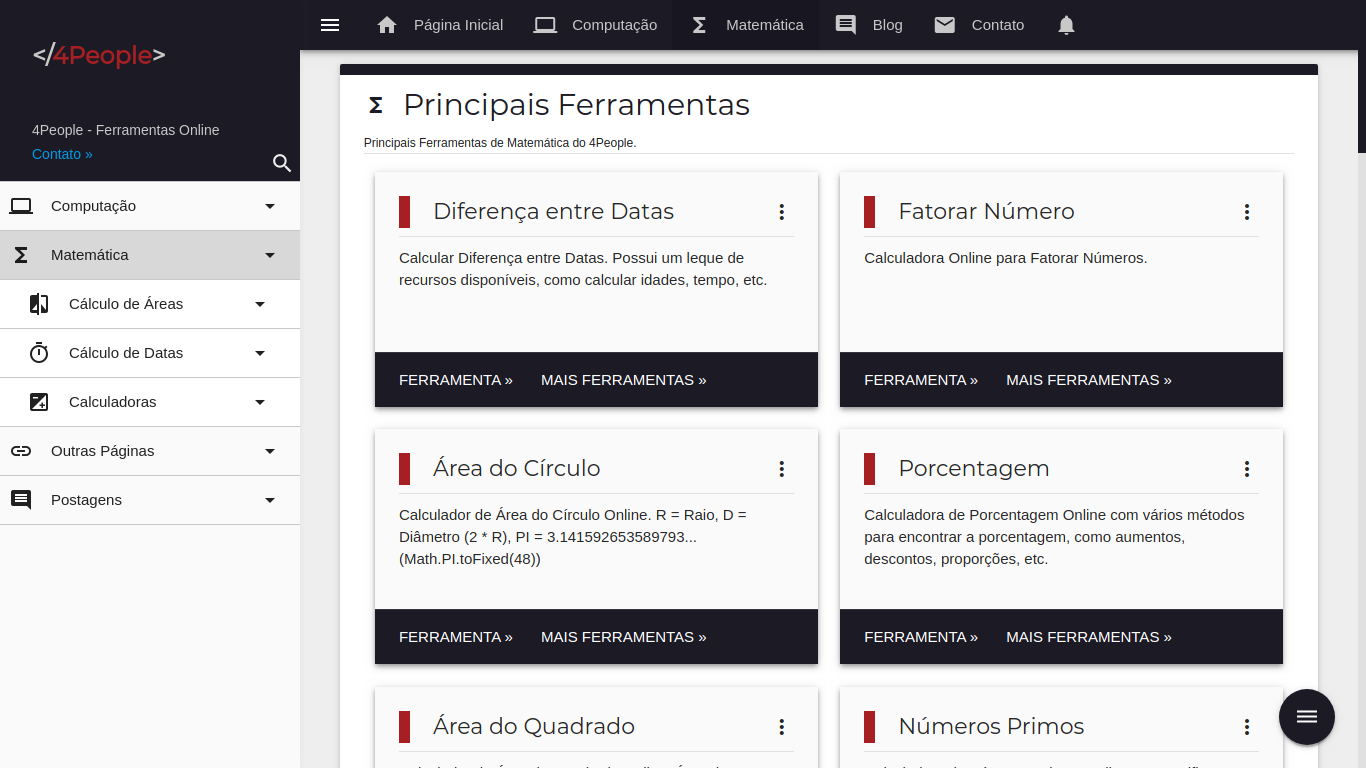 </4People>
4People - Ferramentas Online
Contato »
Computação
Matemática
Cálculo de Áreas
Cálculo de Datas
Calculadoras
Outras Páginas
Postagens
Página Inicial
Computação
Matemática
Blog
Contato
Principais Ferramentas
Principais Ferramentas de Matemática do 4People.
Diferença entre Datas
Calcular Diferença entre Datas. Possui um leque de
recursos disponíveis, como calcular idades, tempo, etc.
FERRAMENTA » MAIS FERRAMENTAS »
Fatorar Número
Calculadora Online para Fatorar Números.
FERRAMENTA » MAIS FERRAMENTAS »
Área do Círculo
Calculador de Área do Círculo Online. R = Raio, D =
Diâmetro (2 * R), PI = 3.141592653589793...
(Math.PI.toFixed(48))
FERRAMENTA » MAIS FERRAMENTAS »
Porcentagem
Calculadora de Porcentagem Online com vários métodos
para encontrar a porcentagem, como aumentos,
descontos, proporções, etc.
FERRAMENTA » MAIS FERRAMENTAS »
Área do Quadrado
Números Primos